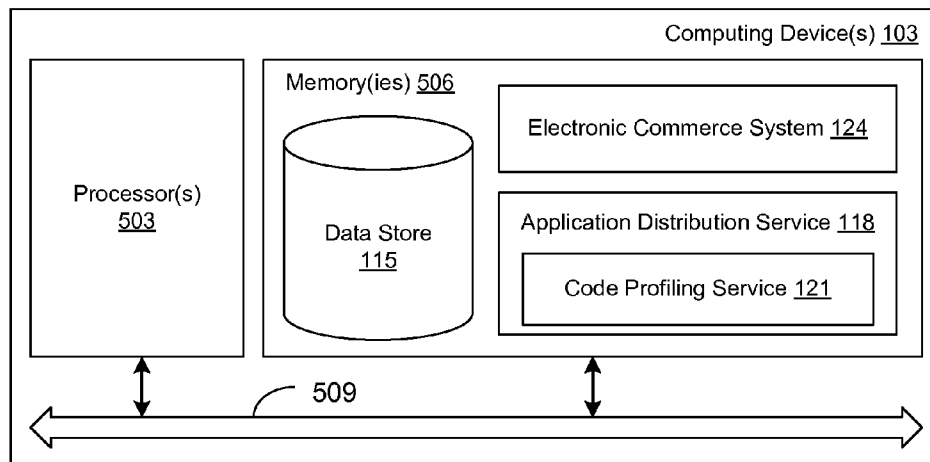 Computing Device(s) 103
Memory(ies) 506
Electronic Commerce System 124
Processor(s)
503
Data Store
115
Application Distribution Service 118
Code Profiling Service 121
509